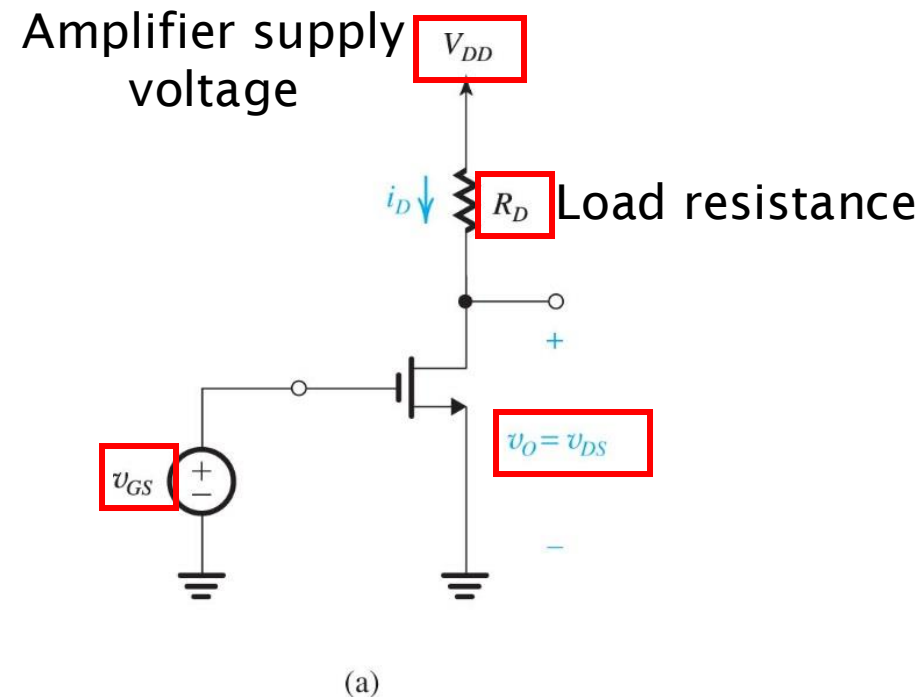 Amplifier supply
voltage
V_DD
i_D
R_D Load resistance
+
v_GS
+
−
v_O = v_DS
−
(a)